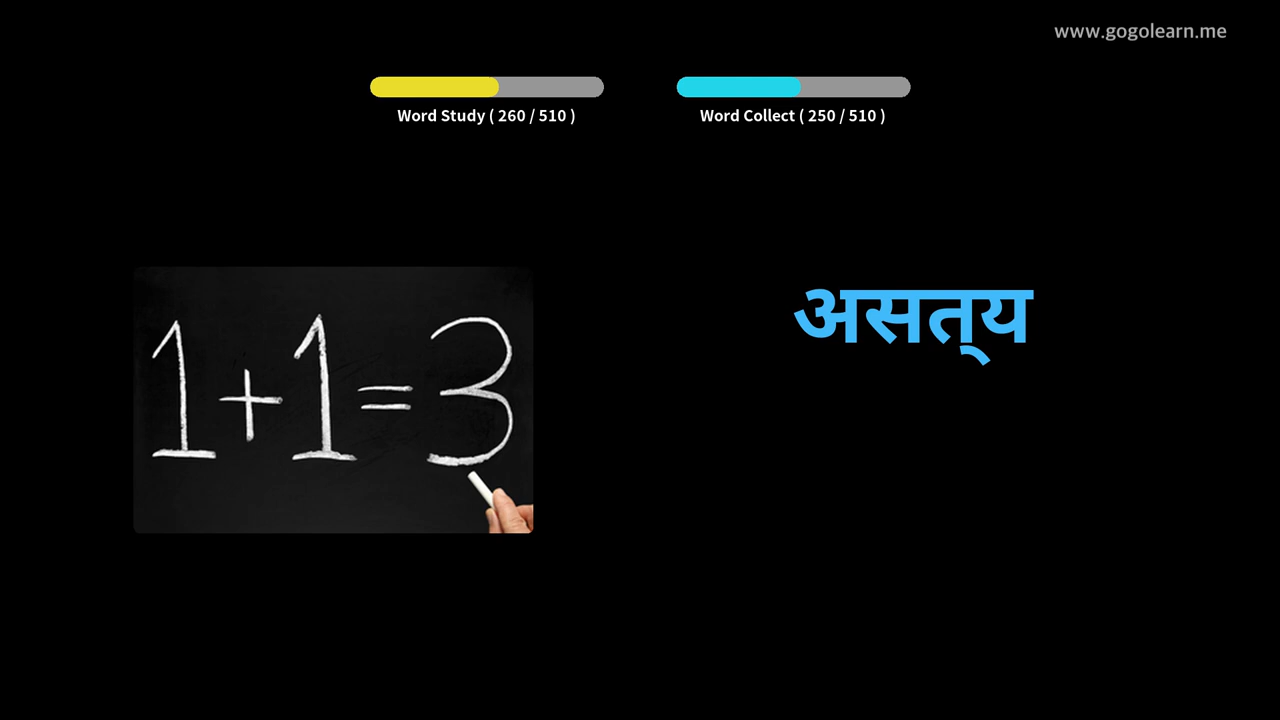 www.gogolearn.me
Word Study ( 260 / 510 )
Word Collect ( 250 / 510 )
असत्‌य
1+1=3